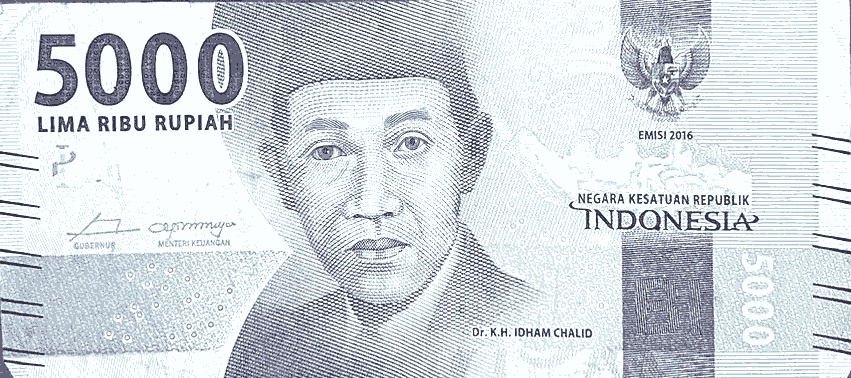 5000
LIMA RIBU RUPIAH
EMISI 2016
NEGARA KESATUAN REPUBLIK
INDONESIA
GUBERNUR
MENTERI KEUANGAN
5000
Dr. K.H. IDHAM CHALID